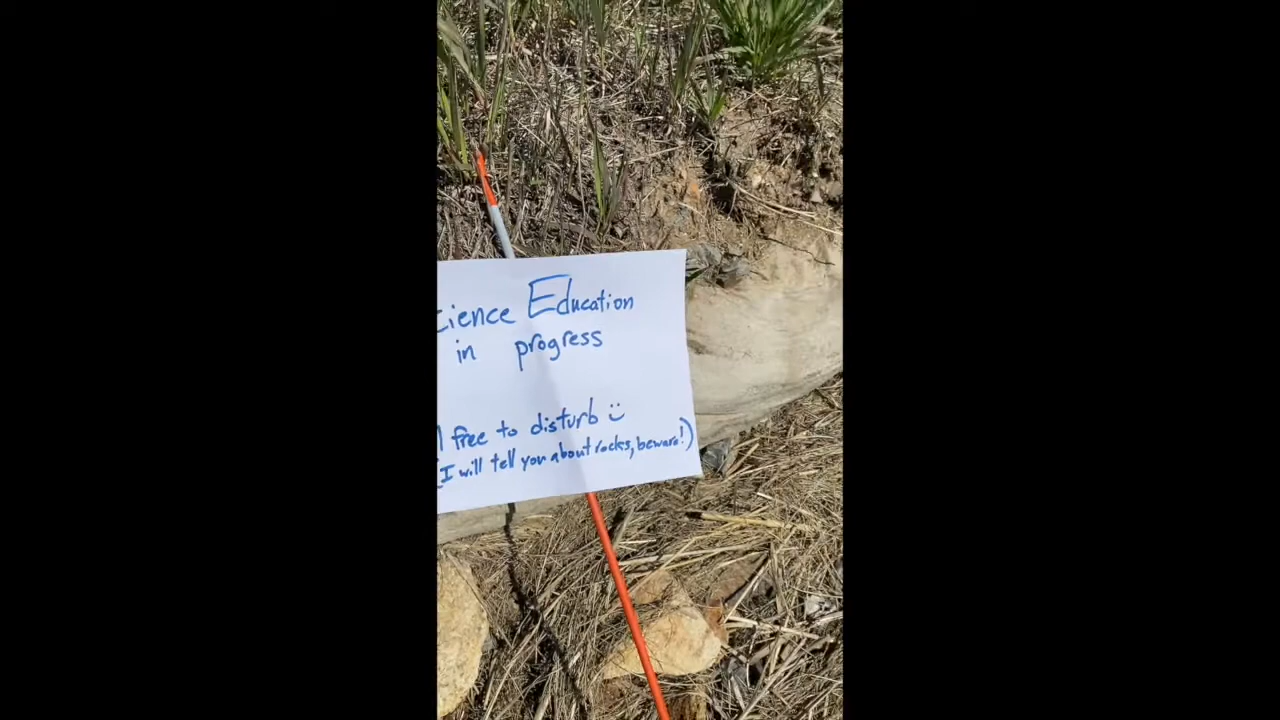 cience Education
in progress
l free to disturb :)
(I will tell you about rocks, beware!)